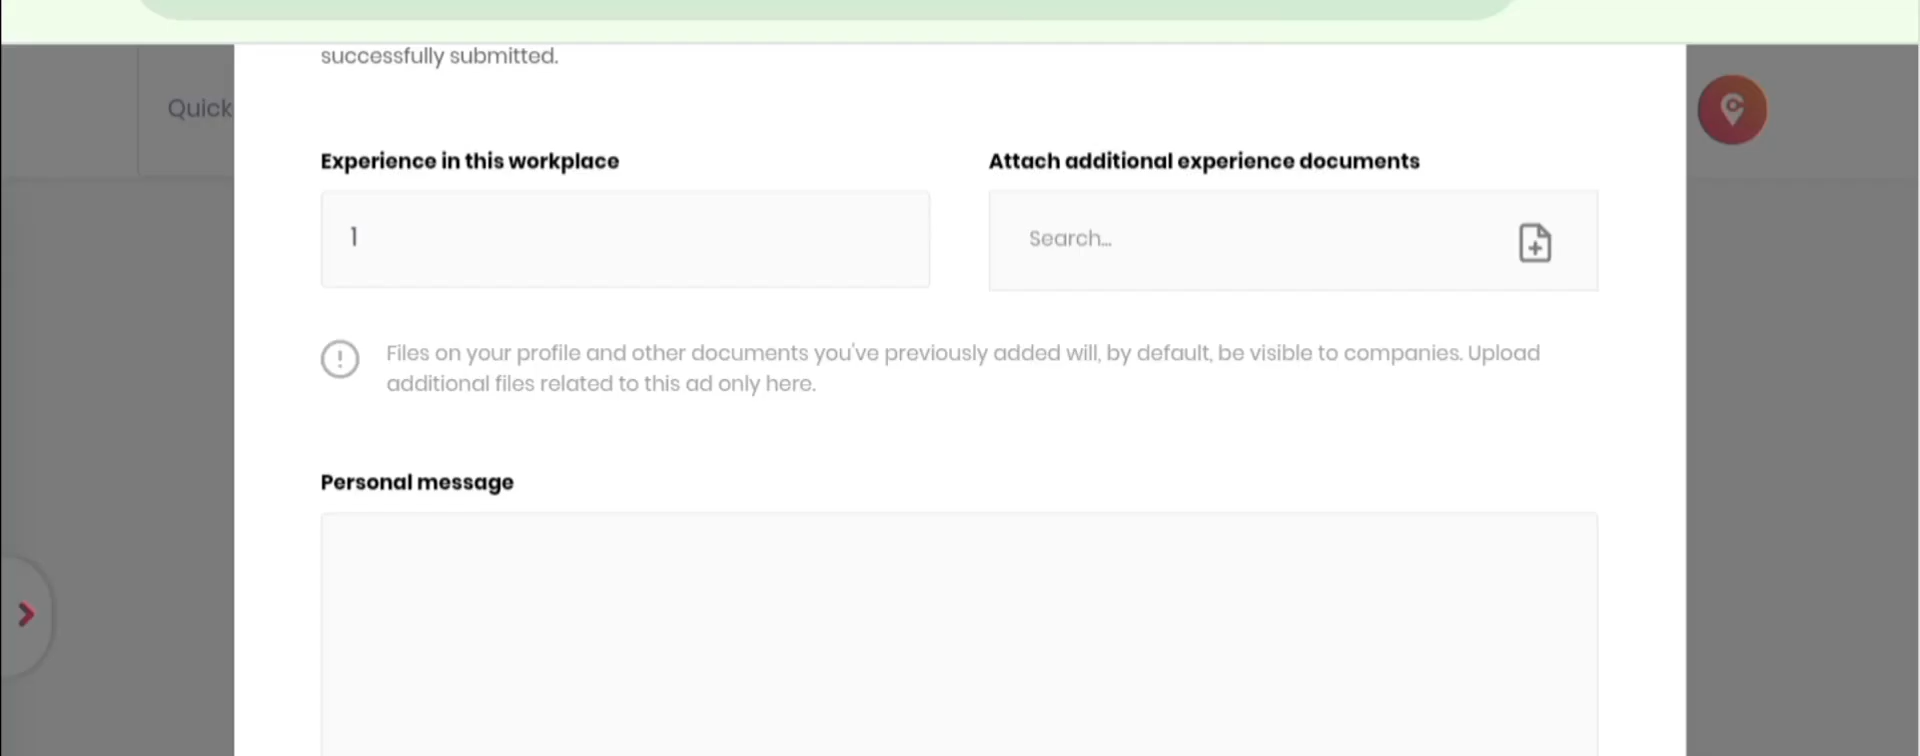 successfully submitted.
Quick
Experience in this workplace
Attach additional experience documents
1
Search...
Files on your profile and other documents you've previously added will, by default, be visible to companies. Upload
additional files related to this ad only here.
Personal message